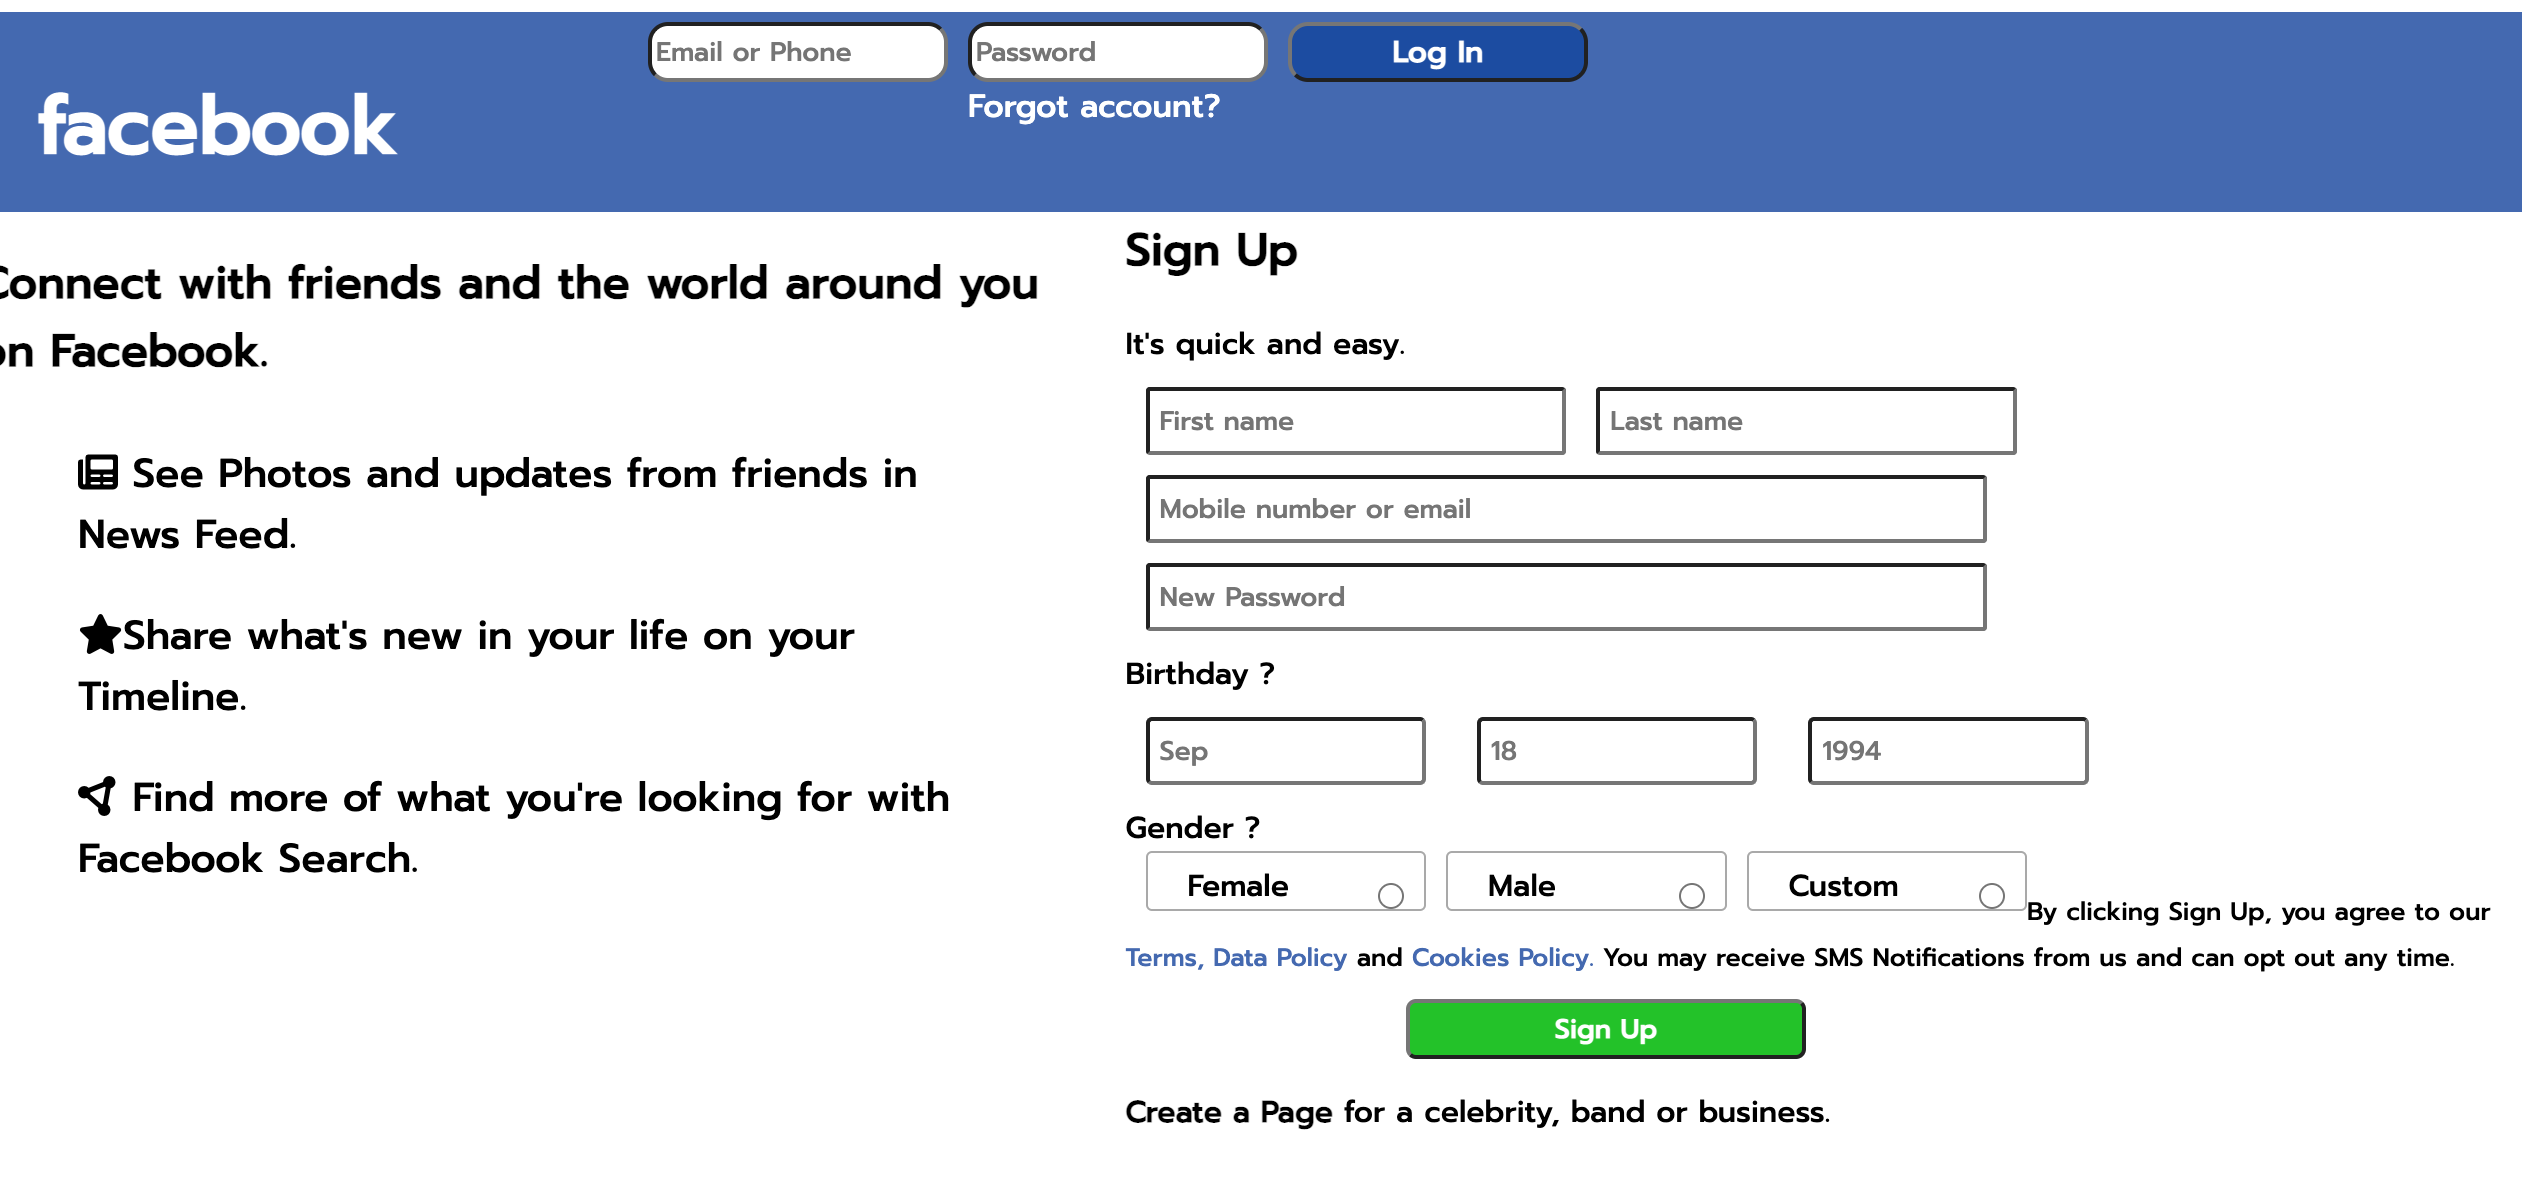 Email or Phone
Password
Log In
Forgot account?
facebook
Connect with friends and the world around you
on Facebook.
See Photos and updates from friends in
News Feed.
Share what's new in your life on your
Timeline.
Find more of what you're looking for with
Facebook Search.
Sign Up
It's quick and easy.
First name
Last name
Mobile number or email
New Password
Birthday ?
Sep
18
1994
Gender ?
Female
Male
Custom
By clicking Sign Up, you agree to our
Terms, Data Policy and Cookies Policy. You may receive SMS Notifications from us and can opt out any time.
Sign Up
Create a Page for a celebrity, band or business.